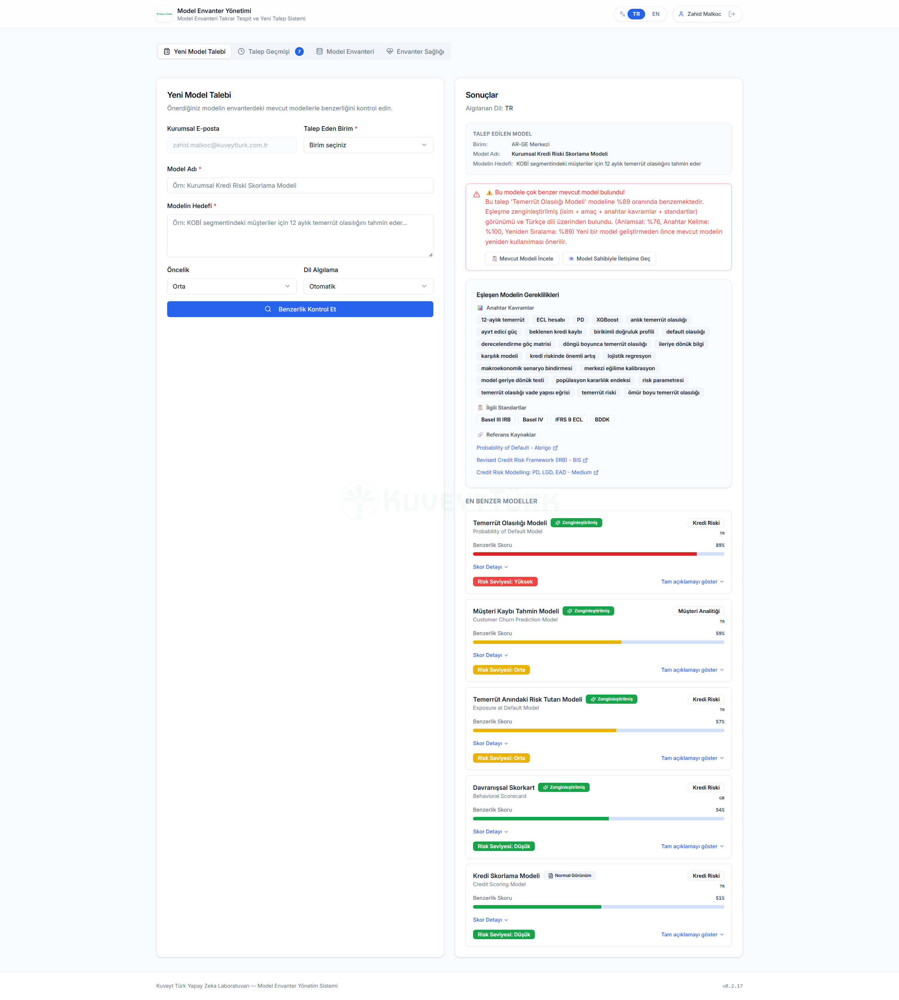 KUVEYTTÜRK
Model Envanter Yönetimi
Model Envanteri Tekrar Tespit ve Yeni Talep Sistemi
TR EN
Zahid Malkoc
Yeni Model Talebi
Talep Geçmişi 7
Model Envanteri
Envanter Sağlığı
Yeni Model Talebi
Önerdiğiniz modelin envanterdeki mevcut modellerle benzerliğini kontrol edin.
Kurumsal E-posta
zahid.malkoc@kuveytturk.com.tr
Talep Eden Birim *
Birim seçiniz
Model Adı *
Örn: Kurumsal Kredi Riski Skorlama Modeli
Modelin Hedefi *
Örn: KOBİ segmentindeki müşteriler için 12 aylık temerrüt olasılığını tahmin eder...
Öncelik
Orta
Dil Algılama
Otomatik
Benzerlik Kontrol Et
Sonuçlar
Algılanan Dil: TR
TALEP EDİLEN MODEL
Birim: AR-GE Merkezi
Model Adı: Kurumsal Kredi Riski Skorlama Modeli
Modelin Hedefi: KOBİ segmentindeki müşteriler için 12 aylık temerrüt olasılığını tahmin eder
⚠️ Bu modele çok benzer mevcut model bulundu!
Bu talep 'Temerrüt Olasılığı Modeli' modeline %89 oranında benzemektedir.
Eşleşme zenginleştirilmiş (isim + amaç + anahtar kavramlar + standartlar)
görünümü ve Türkçe dili üzerinden bulundu. (Anlamsal: %76, Anahtar Kelime:
%100, Yeniden Sıralama: %89) Yeni bir model geliştirmeden önce mevcut modelin
yeniden kullanılması önerilir.
Mevcut Modeli İncele
Model Sahibiyle İletişime Geç
Eşleşen Modelin Gereklilikleri
Anahtar Kavramlar
12-aylık temerrüt ECL hesabı PD XGBoost anlık temerrüt olasılığı
ayırt edici güç beklenen kredi kaybı birikimli doğruluk profili default olasılığı
derecelendirme göç matrisi döngü boyunca temerrüt olasılığı ileriye dönük bilgi
karşılık modeli kredi riskinde önemli artış lojistik regresyon
makroekonomik senaryo bindirmesi merkezi eğilime kalibrasyon
model geriye dönük testi popülasyon kararlılık endeksi risk parametresi
temerrüt olasılığı vade yapısı eğrisi temerrüt riski ömür boyu temerrüt olasılığı
İlgili Standartlar
Basel III IRB Basel IV IFRS 9 ECL BDDK
Referans Kaynaklar
Probability of Default - Abrigo
Revised Credit Risk Framework (IRB) - BIS
Credit Risk Modelling: PD, LGD, EAD - Medium
KUVEYTTÜRK
EN BENZER MODELLER
Temerrüt Olasılığı Modeli Zenginleştirilmiş Kredi Riski
Probability of Default Model TR
Benzerlik Skoru 89%
Skor Detayı
Risk Seviyesi: Yüksek Tam açıklamayı göster
Müşteri Kaybı Tahmin Modeli Zenginleştirilmiş Müşteri Analitiği
Customer Churn Prediction Model TR
Benzerlik Skoru 59%
Skor Detayı
Risk Seviyesi: Orta Tam açıklamayı göster
Temerrüt Anındaki Risk Tutarı Modeli Zenginleştirilmiş Kredi Riski
Exposure at Default Model TR
Benzerlik Skoru 57%
Skor Detayı
Risk Seviyesi: Orta Tam açıklamayı göster
Davranışsal Skorkart Zenginleştirilmiş Kredi Riski
Behavioral Scorecard GB
Benzerlik Skoru 54%
Skor Detayı
Risk Seviyesi: Düşük Tam açıklamayı göster
Kredi Skorlama Modeli Normal Görünüm Kredi Riski
Credit Scoring Model TR
Benzerlik Skoru 51%
Skor Detayı
Risk Seviyesi: Düşük Tam açıklamayı göster
Kuveyt Türk Yapay Zeka Laboratuvarı — Model Envanter Yönetim Sistemi
v0.2.17